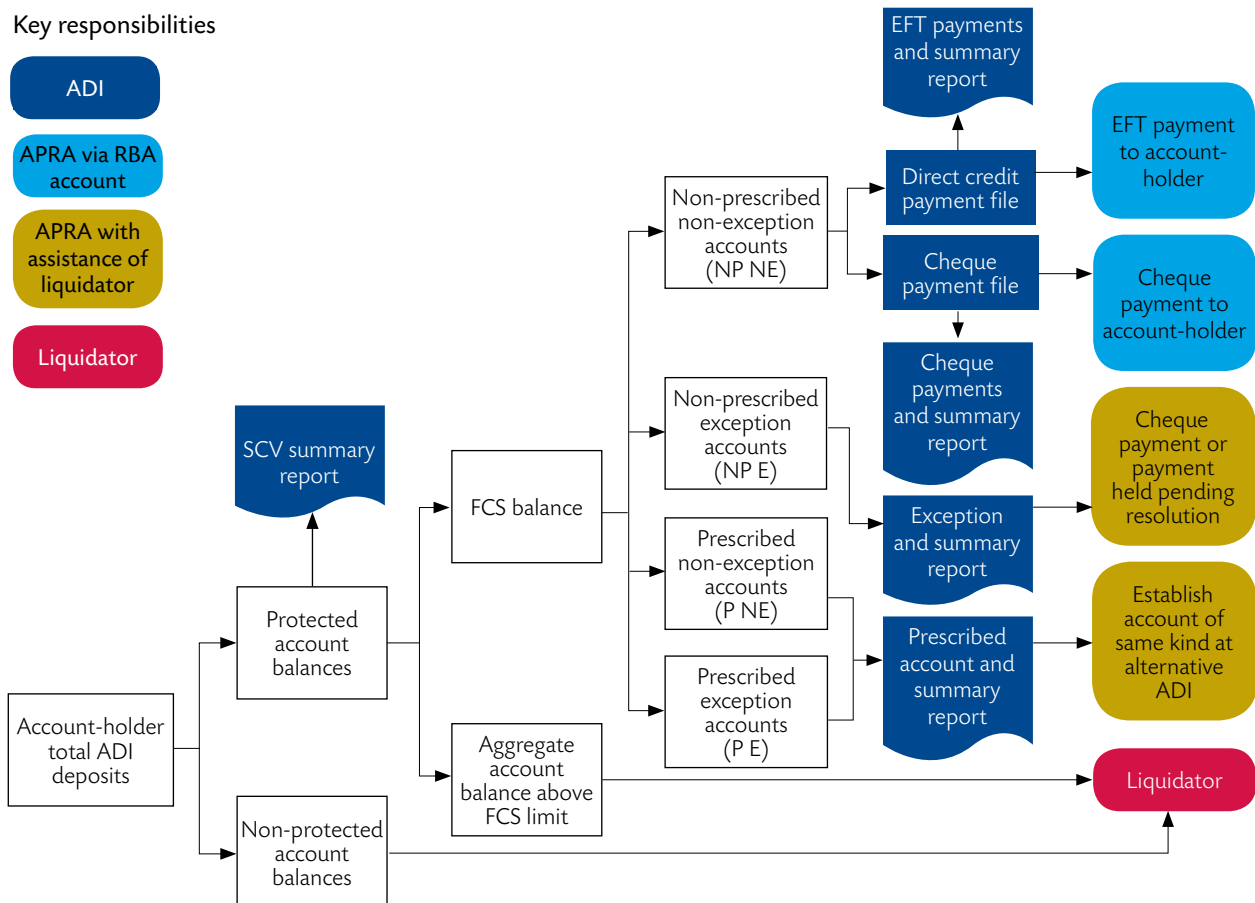 Key responsibilities
ADI
APRA via RBA
account
APRA with
assistance of
liquidator
Liquidator
Account-holder
total ADI
deposits
SCV summary
report
Protected
account
balances
Non-protected
account
balances
FCS balance
Aggregate
account
balance above
FCS limit
Non-prescribed
non-exception
accounts
(NP NE)
Non-prescribed
exception
accounts
(NP E)
Prescribed
non-exception
accounts
(P NE)
Prescribed
exception
accounts
(P E)
EFT payments
and summary
report
Direct credit
payment file
Cheque
payment file
Cheque
payments and
summary report
Exception
and summary
report
Prescribed
account and
summary
report
EFT payment
to account-
holder
Cheque
payment to
account-holder
Cheque
payment or
payment
held pending
resolution
Establish
account of
same kind at
alternative
ADI
Liquidator